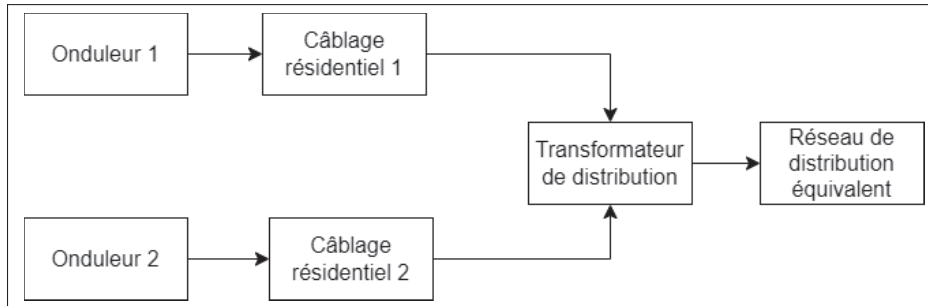 Onduleur 1
Câblage
résidentiel 1
Transformateur
de distribution
Réseau de
distribution
équivalent
Onduleur 2
Câblage
résidentiel 2